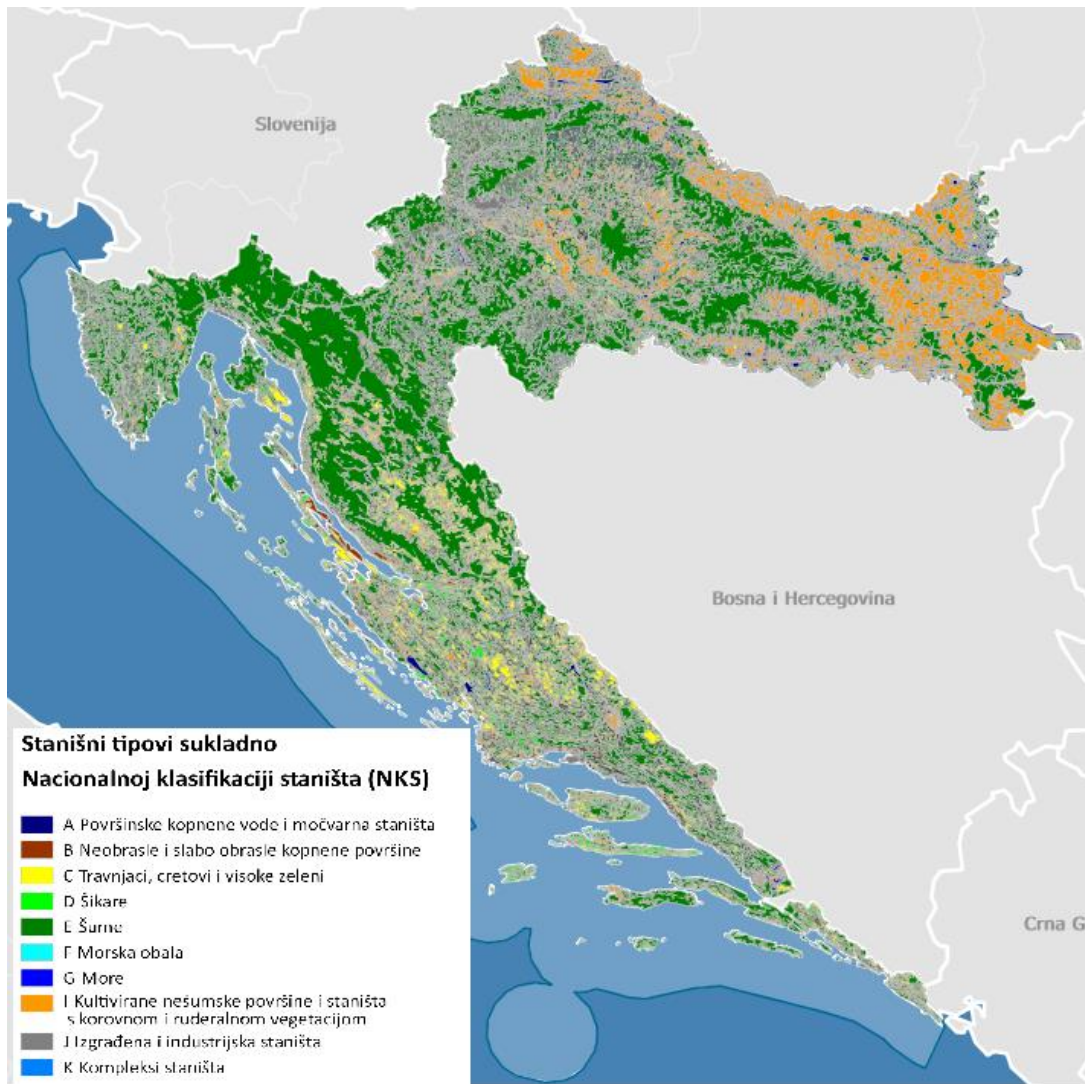 Slovenija
Bosna i Hercegovina
Crna G
Stanišni tipovi sukladno
Nacionalnoj klasifikaciji staništa (NKS)
A Površinske kopnene vode i močvarna staništa
B Neobrasle i slabo obrasle kopnene površine
C Travnjaci, cretovi i visoke zeleni
D Šikare
E Šume
F Morska obala
G More
I Kultivirane nešumske površine i staništa
s korovnom i ruderalnom vegetacijom
J Izgrađena i industrijska staništa
K Kompleksi staništa